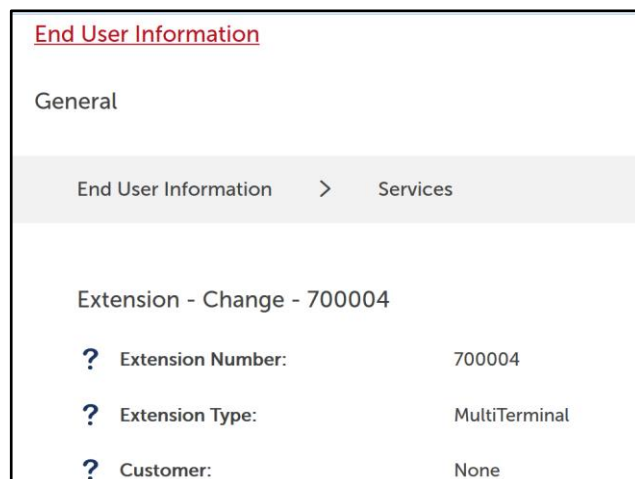 End User Information
General
End User Information > Services
Extension - Change - 700004
? Extension Number: 700004
? Extension Type: MultiTerminal
? Customer: None